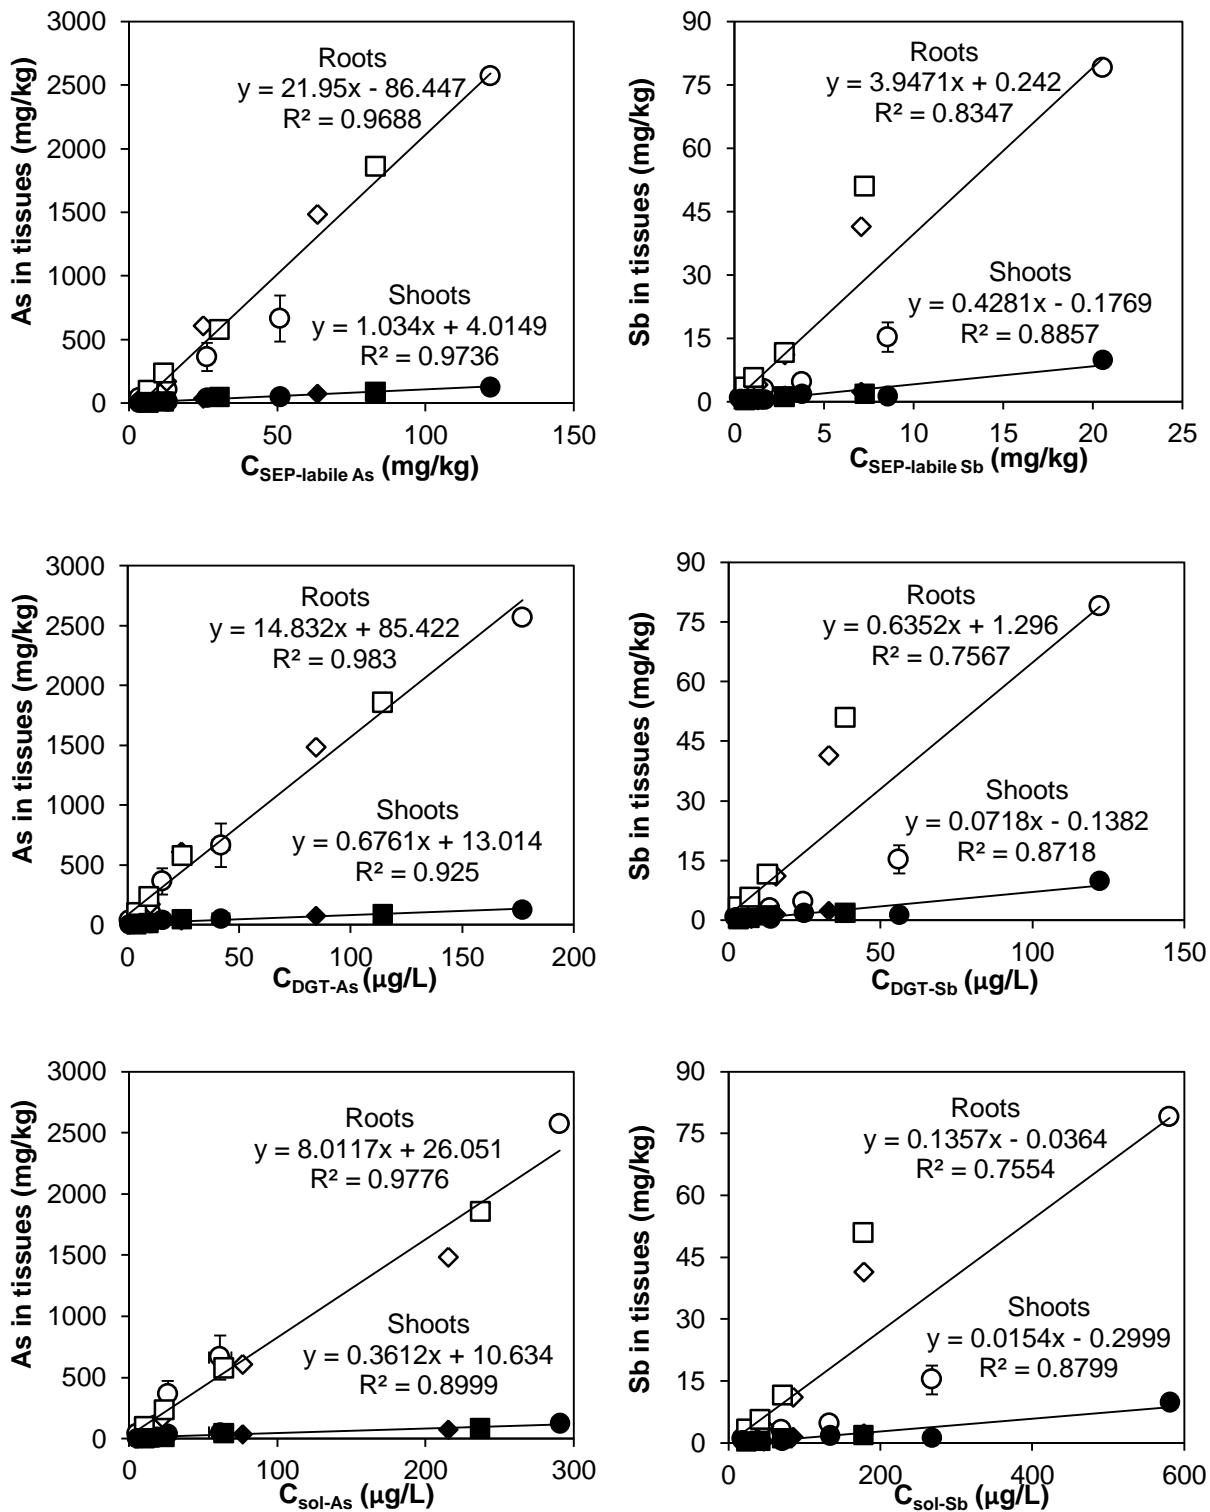 As in tissues (mg/kg)
3000
2500
2000
1500
1000
500
0
Roots
y = 21.95x - 86.447
R² = 0.9688
Shoots
y = 1.034x + 4.0149
R² = 0.9736
0 50 100 150
C_SEP-labile As (mg/kg)
Sb in tissues (mg/kg)
90
75
60
45
30
15
0
Roots
y = 3.9471x + 0.242
R² = 0.8347
Shoots
y = 0.4281x - 0.1769
R² = 0.8857
0 5 10 15 20 25
C_SEP-labile Sb (mg/kg)
As in tissues (mg/kg)
3000
2500
2000
1500
1000
500
0
Roots
y = 14.832x + 85.422
R² = 0.983
Shoots
y = 0.6761x + 13.014
R² = 0.925
0 50 100 150 200
C_DGT-As (µg/L)
Sb in tissues (mg/kg)
90
75
60
45
30
15
0
Roots
y = 0.6352x + 1.296
R² = 0.7567
Shoots
y = 0.0718x - 0.1382
R² = 0.8718
0 50 100 150
C_DGT-Sb (µg/L)
As in tissues (mg/kg)
3000
2500
2000
1500
1000
500
0
Roots
y = 8.0117x + 26.051
R² = 0.9776
Shoots
y = 0.3612x + 10.634
R² = 0.8999
0 100 200 300
C_sol-As (µg/L)
Sb in tissues (mg/kg)
90
75
60
45
30
15
0
Roots
y = 0.1357x - 0.0364
R² = 0.7554
Shoots
y = 0.0154x - 0.2999
R² = 0.8799
0 200 400 600
C_sol-Sb (µg/L)